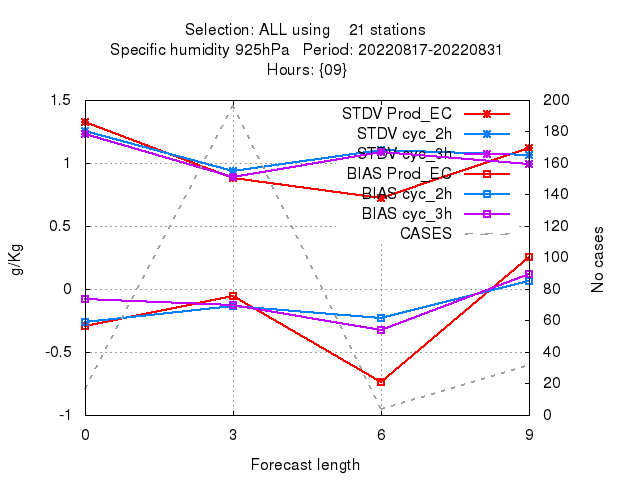 Selection: ALL using 21 stations
Specific humidity 925hPa Period: 20220817-20220831
Hours: {09}
STDV Prod_EC
STDV cyc_2h
STDV cyc_3h
BIAS Prod_EC
BIAS cyc_2h
BIAS cyc_3h
CASES
1.5
1
0.5
0
-0.5
-1
g/Kg
200
180
160
140
120
100
80
60
40
20
0
No cases
0 3 6 9
Forecast length